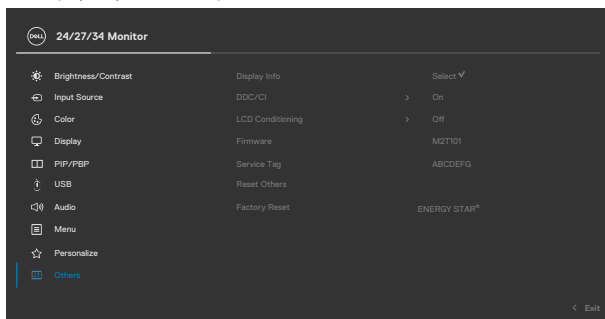 DELL 24/27/34 Monitor
Brightness/Contrast Display Info Select
Input Source DDC/CI > On
Color LCD Conditioning > Off
Display Firmware M2T101
PIP/PBP Service Tag ABCDEFG
USB Reset Others
Audio Factory Reset ENERGY STAR®
Menu
Personalize
Others
< Exit